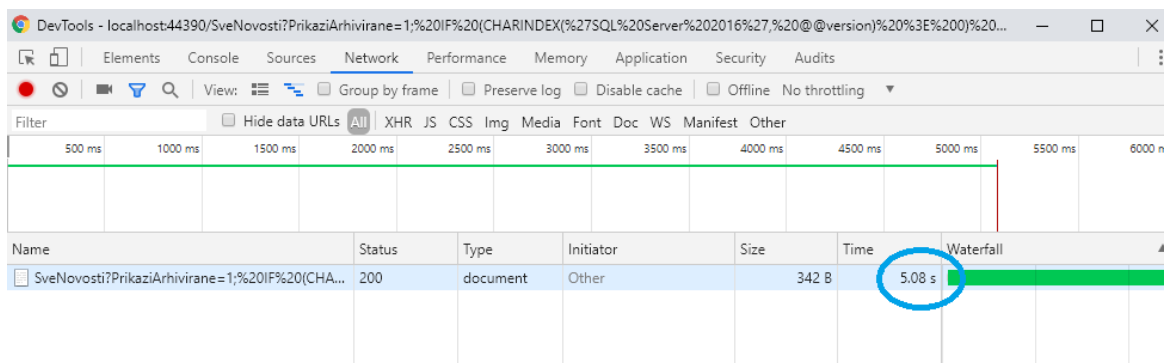 DevTools - localhost:44390/SveNovosti?PrikaziArhivirane=1;%20IF%20(CHARINDEX(%27SQL%20Server%202016%27,%20@@version)%20%3E%200)%20...
Elements Console Sources Network Performance Memory Application Security Audits
View: Group by frame Preserve log Disable cache Offline No throttling
Filter Hide data URLs All XHR JS CSS Img Media Font Doc WS Manifest Other
500 ms 1000 ms 1500 ms 2000 ms 2500 ms 3000 ms 3500 ms 4000 ms 4500 ms 5000 ms 5500 ms 6000 m
Name Status Type Initiator Size Time Waterfall
SveNovosti?PrikaziArhivirane=1;%20IF%20(CHA... 200 document Other 342 B 5.08 s